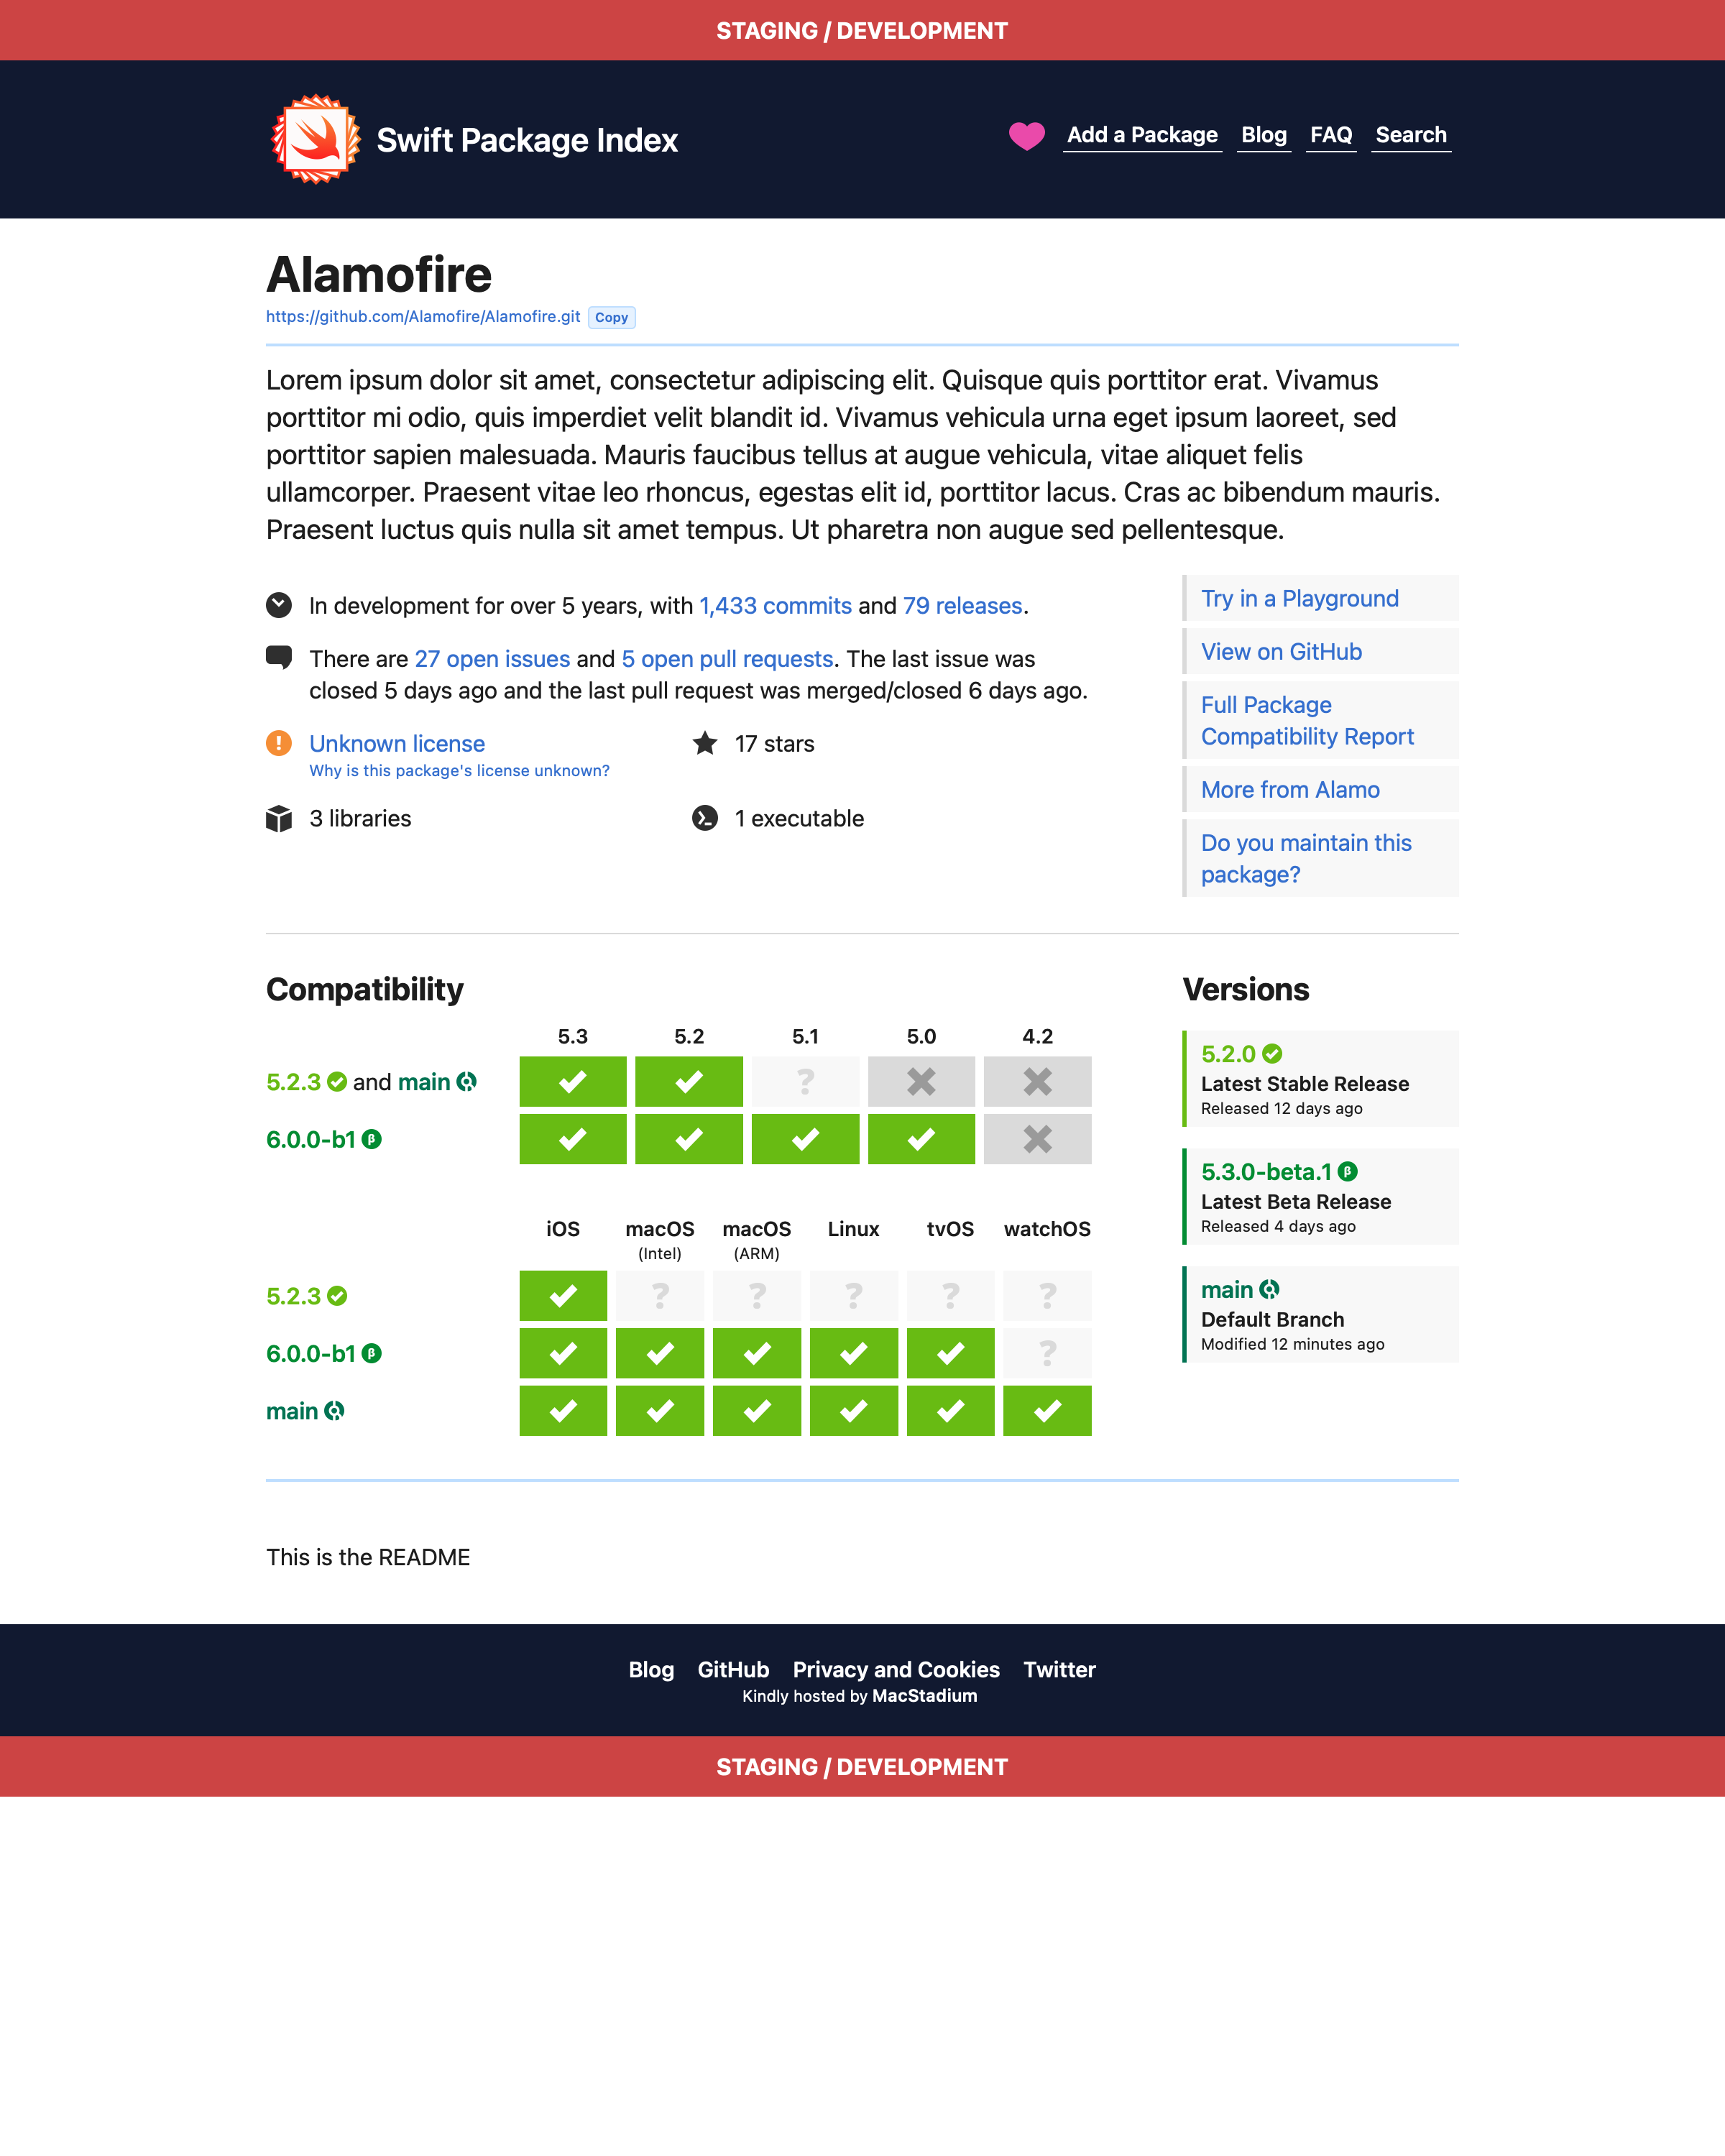 STAGING / DEVELOPMENT
Swift Package Index
Add a Package Blog FAQ Search
Alamofire
https://github.com/Alamofire/Alamofire.git Copy
Lorem ipsum dolor sit amet, consectetur adipiscing elit. Quisque quis porttitor erat. Vivamus
porttitor mi odio, quis imperdiet velit blandit id. Vivamus vehicula urna eget ipsum laoreet, sed
porttitor sapien malesuada. Mauris faucibus tellus at augue vehicula, vitae aliquet felis
ullamcorper. Praesent vitae leo rhoncus, egestas elit id, porttitor lacus. Cras ac bibendum mauris.
Praesent luctus quis nulla sit amet tempus. Ut pharetra non augue sed pellentesque.
In development for over 5 years, with 1,433 commits and 79 releases.
There are 27 open issues and 5 open pull requests. The last issue was
closed 5 days ago and the last pull request was merged/closed 6 days ago.
Unknown license
Why is this package's license unknown?
17 stars
3 libraries
1 executable
Try in a Playground
View on GitHub
Full Package
Compatibility Report
More from Alamo
Do you maintain this
package?
Compatibility
5.3 5.2 5.1 5.0 4.2
5.2.3 and main ?
6.0.0-b1 β
iOS macOS macOS Linux tvOS watchOS
(Intel) (ARM)
5.2.3 ? ? ? ? ?
6.0.0-b1 β ?
main
Versions
5.2.0
Latest Stable Release
Released 12 days ago
5.3.0-beta.1 β
Latest Beta Release
Released 4 days ago
main
Default Branch
Modified 12 minutes ago
This is the README
Blog GitHub Privacy and Cookies Twitter
Kindly hosted by MacStadium
STAGING / DEVELOPMENT